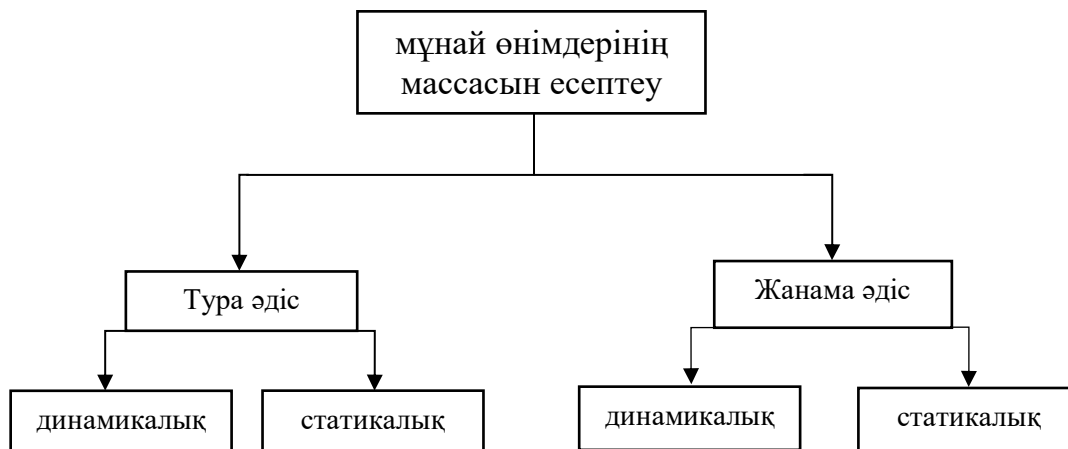 мұнай өнімдерінің
массасын есептеу
Тура әдіс
Жанама әдіс
динамикалық
статикалық
динамикалық
статикалық